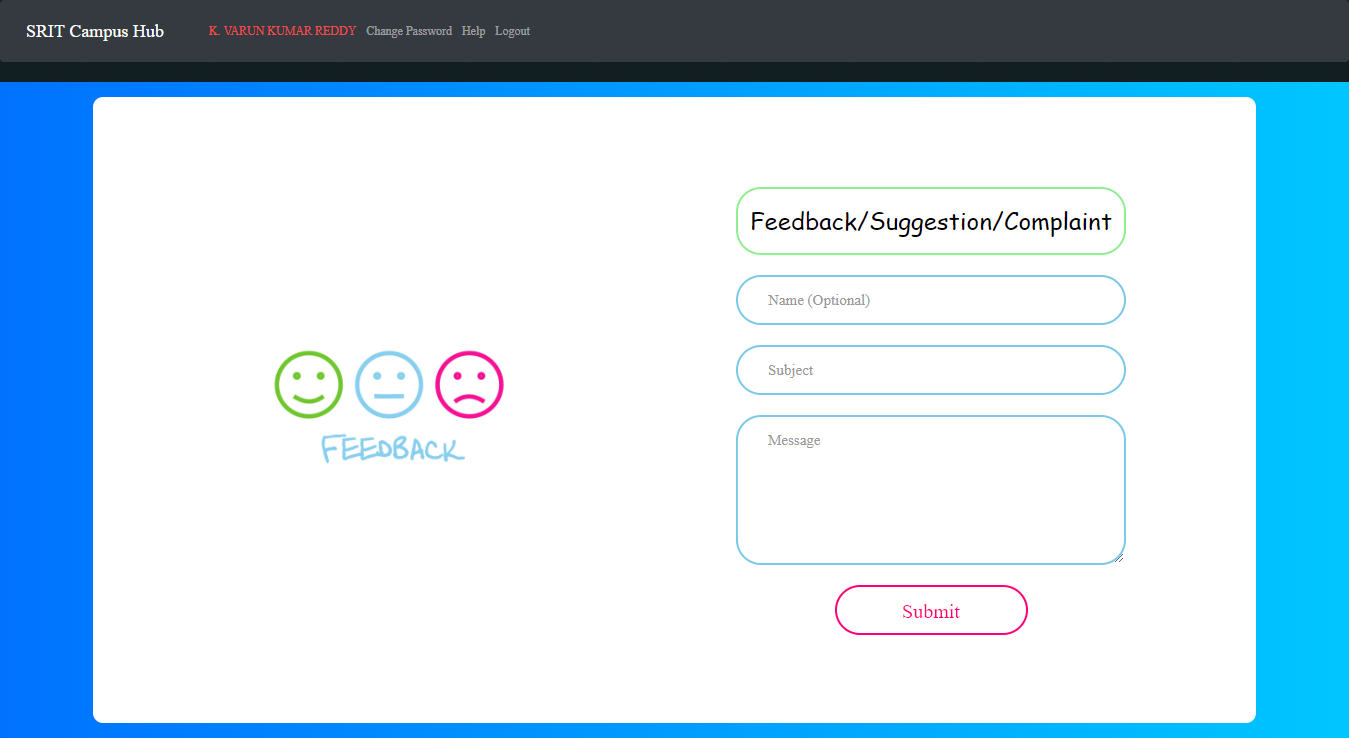 SRIT Campus Hub K. VARUN KUMAR REDDY Change Password Help Logout
FEEDBACK
Feedback/Suggestion/Complaint
Name (Optional)
Subject
Message
Submit